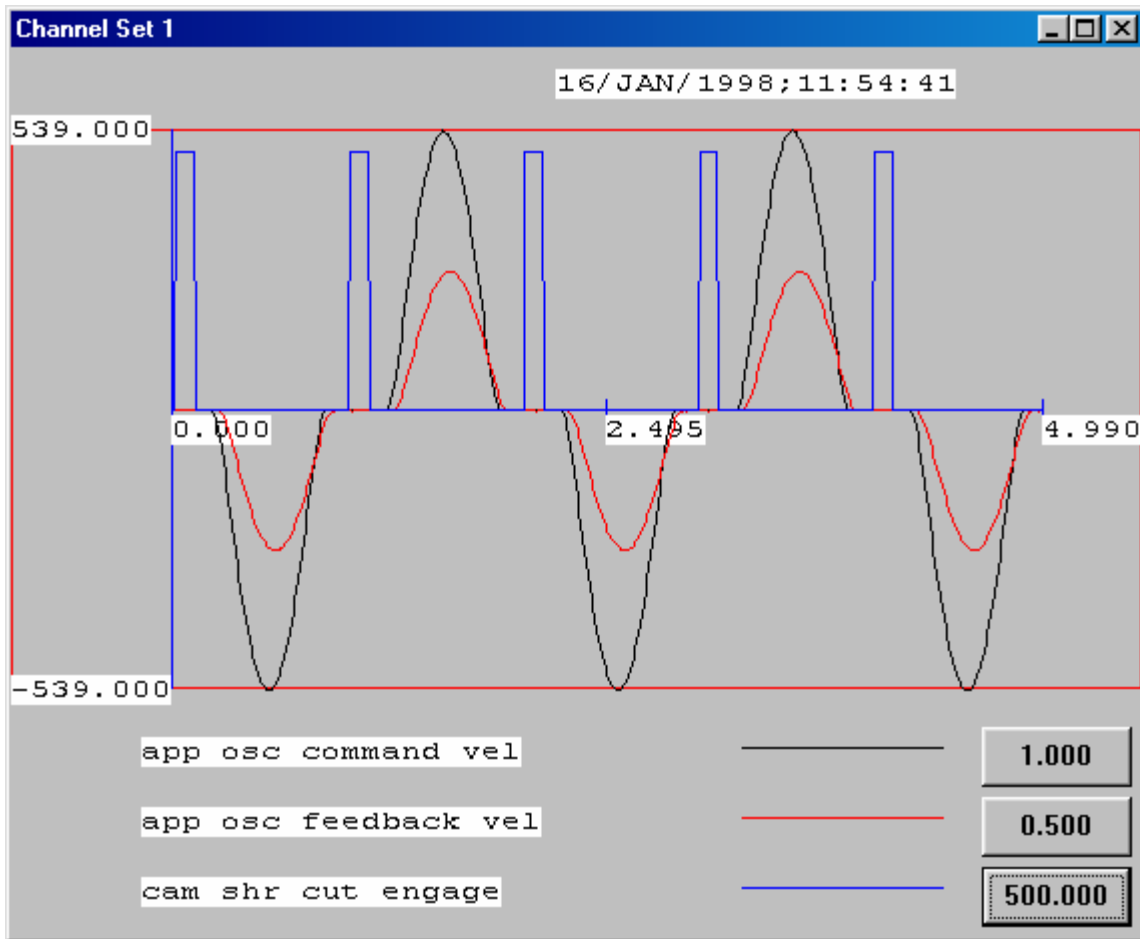 Channel Set 1
16/JAN/1998;11:54:41
539.000
0.000
2.495
4.990
-539.000
app osc command vel
1.000
app osc feedback vel
0.500
cam shr cut engage
500.000